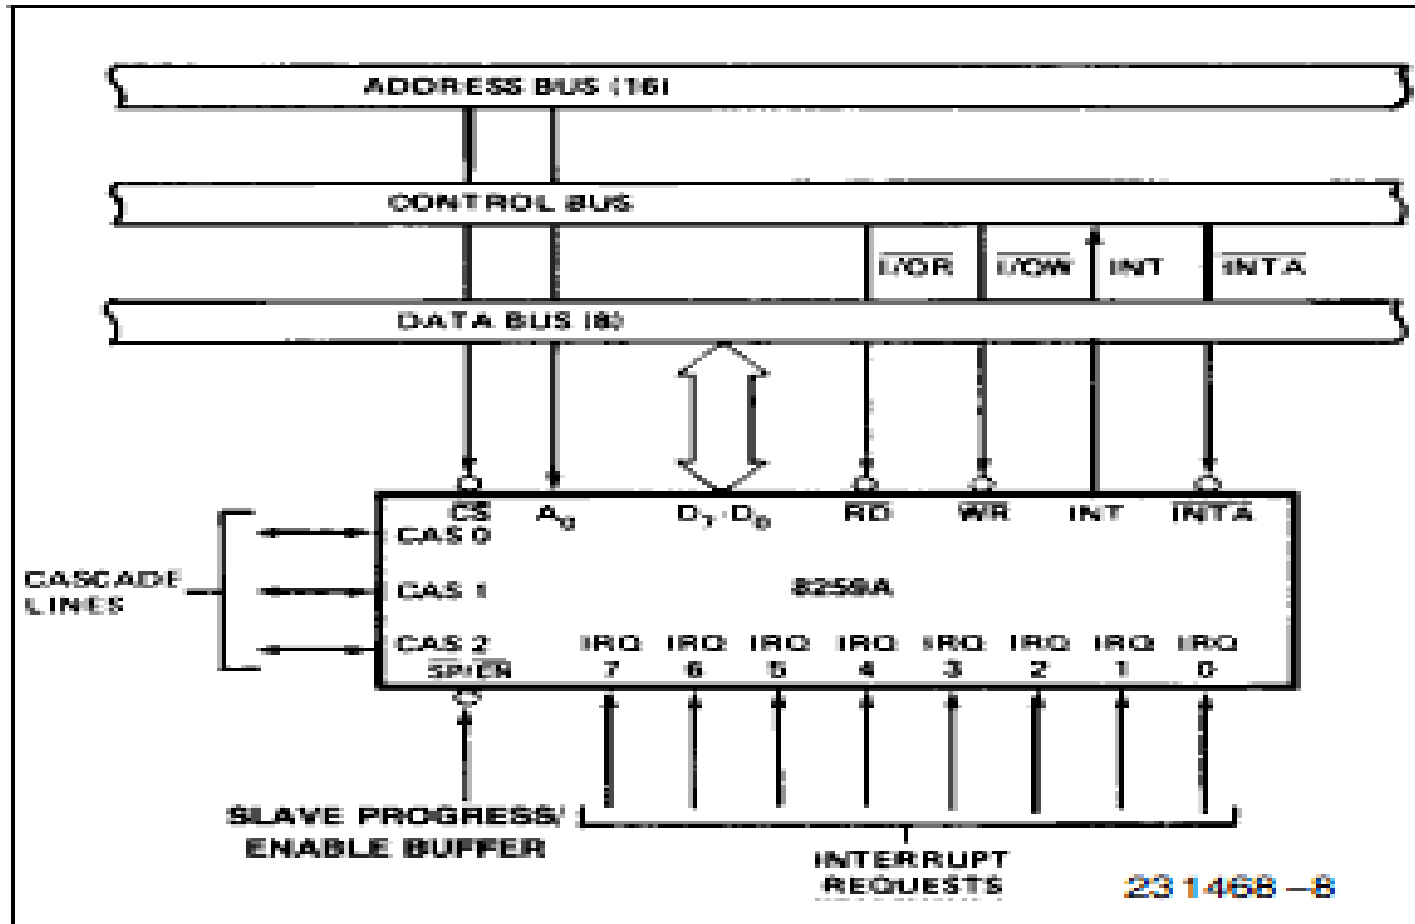 ADDRESS BUS (16)
CONTROL BUS
I/OR I/OW INT INTA
DATA BUS (8)
CS A0 D7-D0 RD WR INT INTA
CAS 0
CASCADE
LINES
CAS 1
8259A
CAS 2
IRQ IRQ IRQ IRQ IRQ IRQ IRQ IRQ
SP/EN 7 6 5 4 3 2 1 0
SLAVE PROGRESS/
ENABLE BUFFER
INTERRUPT
REQUESTS
231468-8